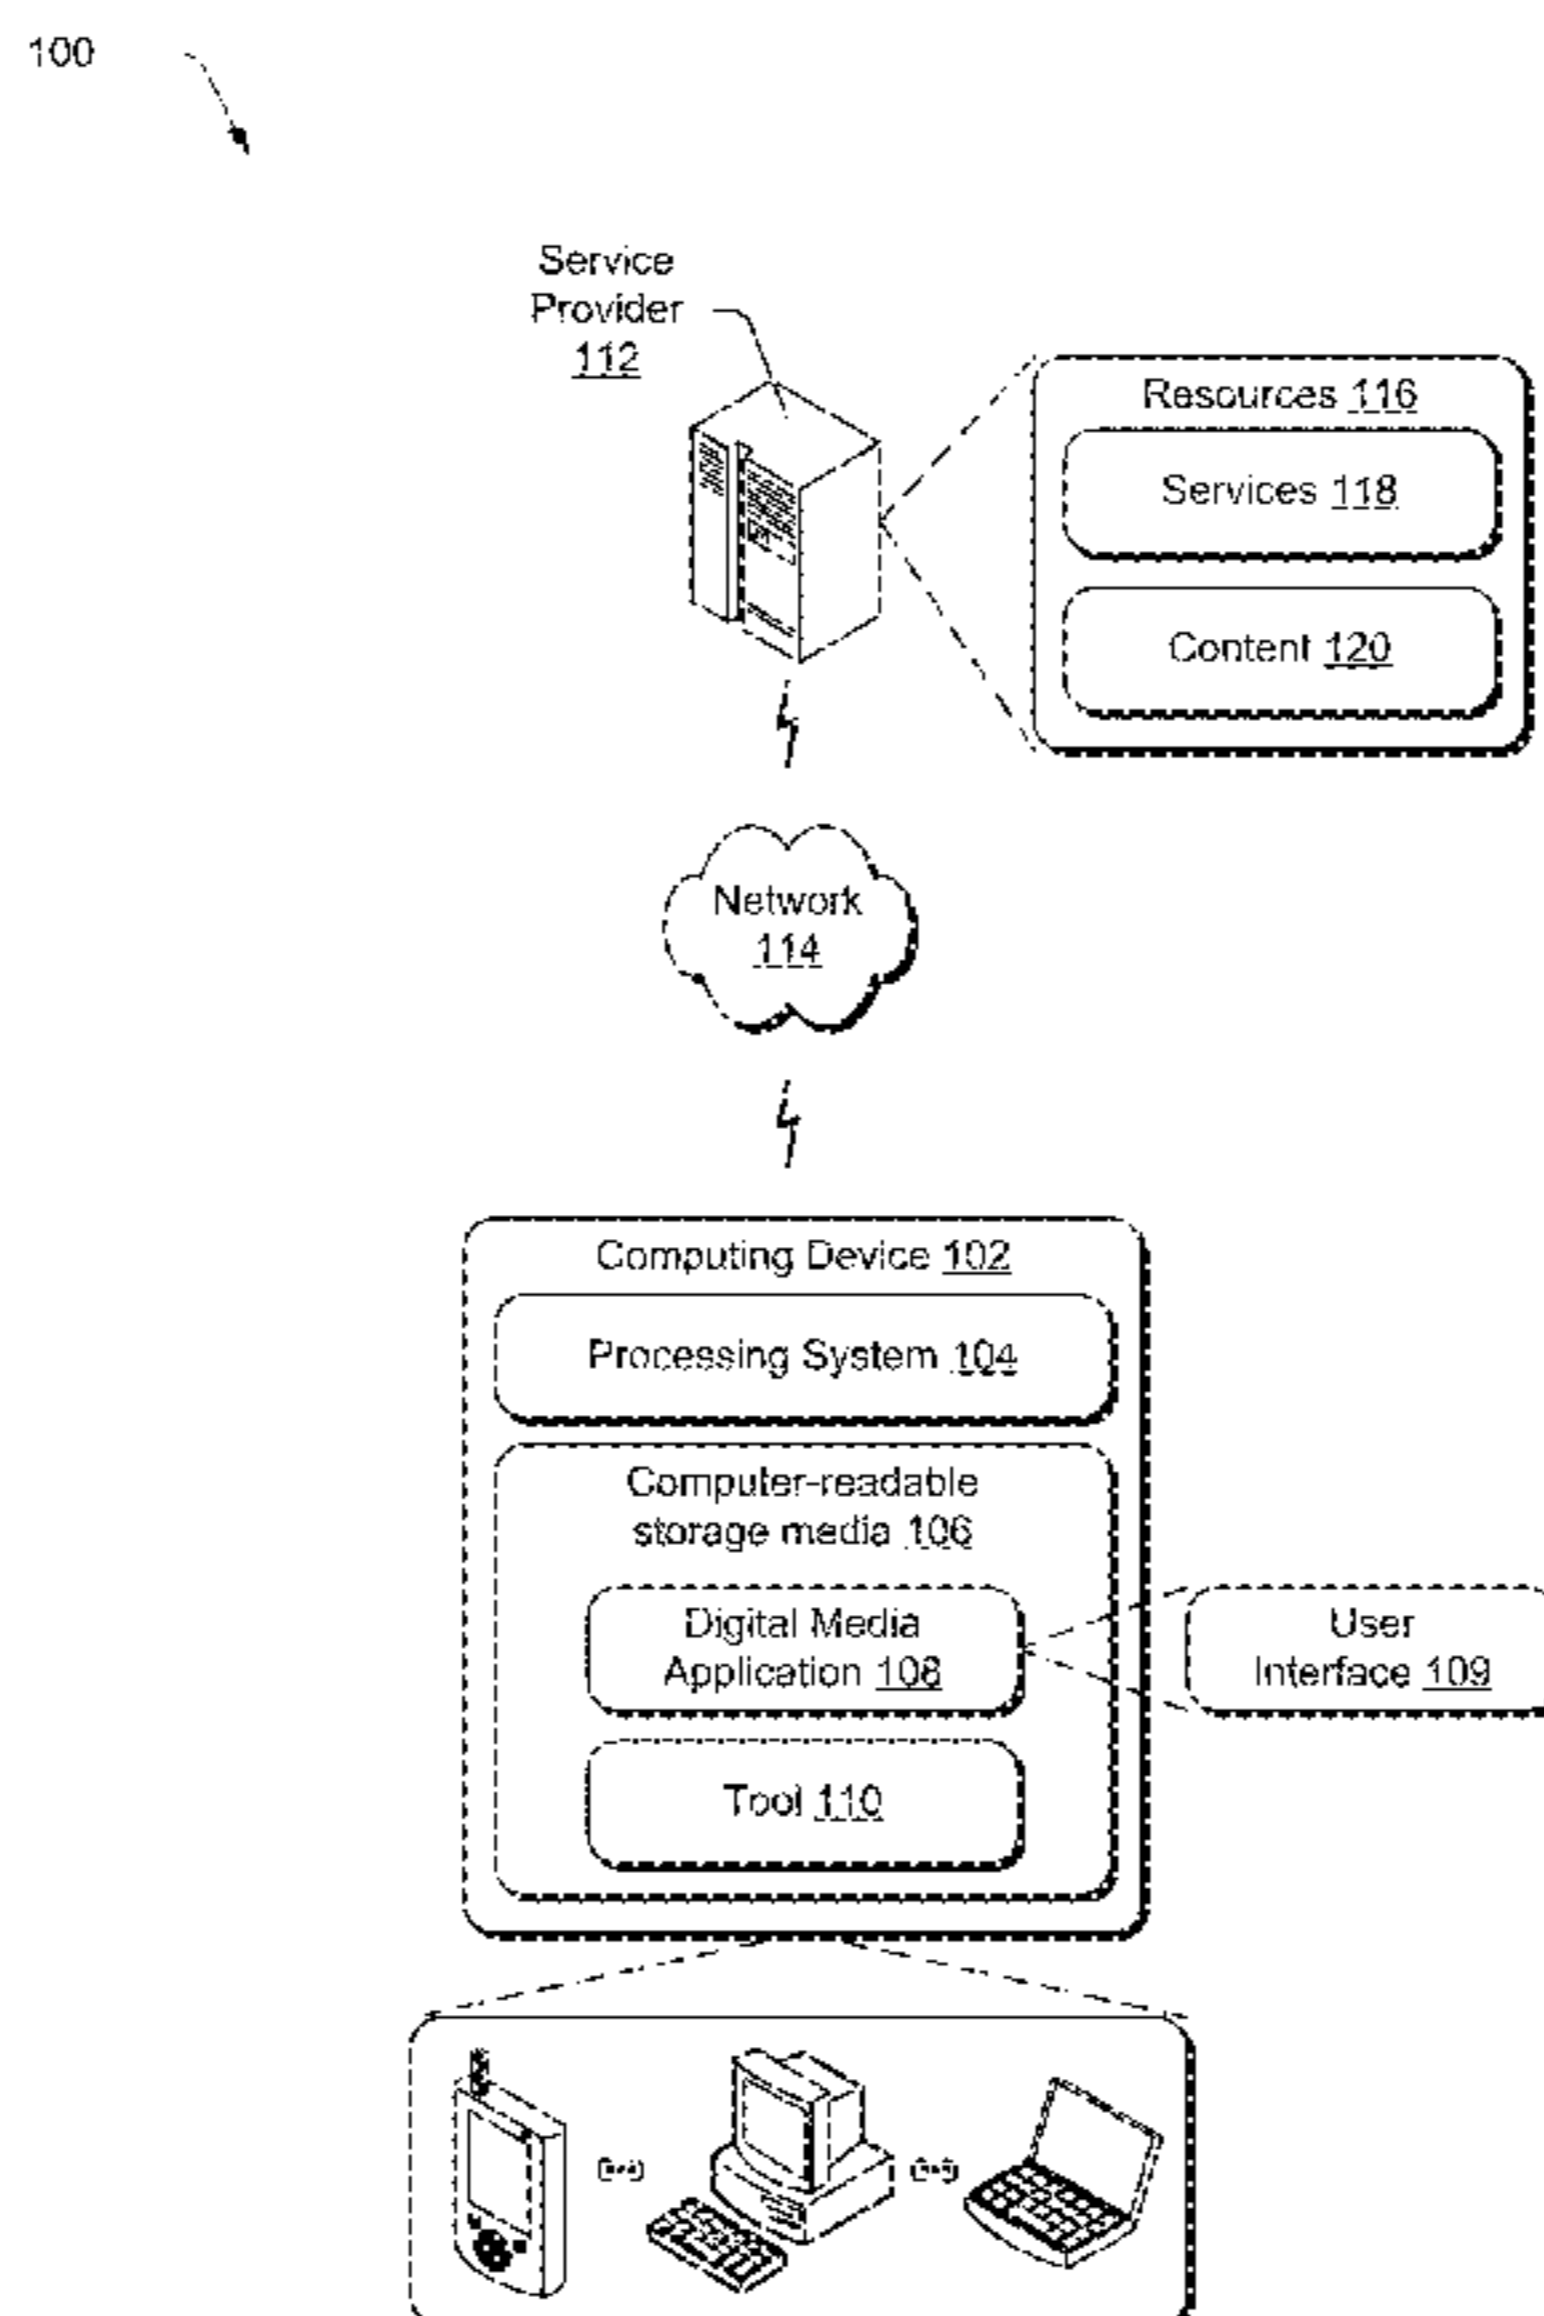 100
Service
Provider
112
Resources 116
Services 118
Content 120
Network
114
Computing Device 102
Processing System 104
Computer-readable
storage media 106
Digital Media
Application 108
User
Interface 109
Tool 110